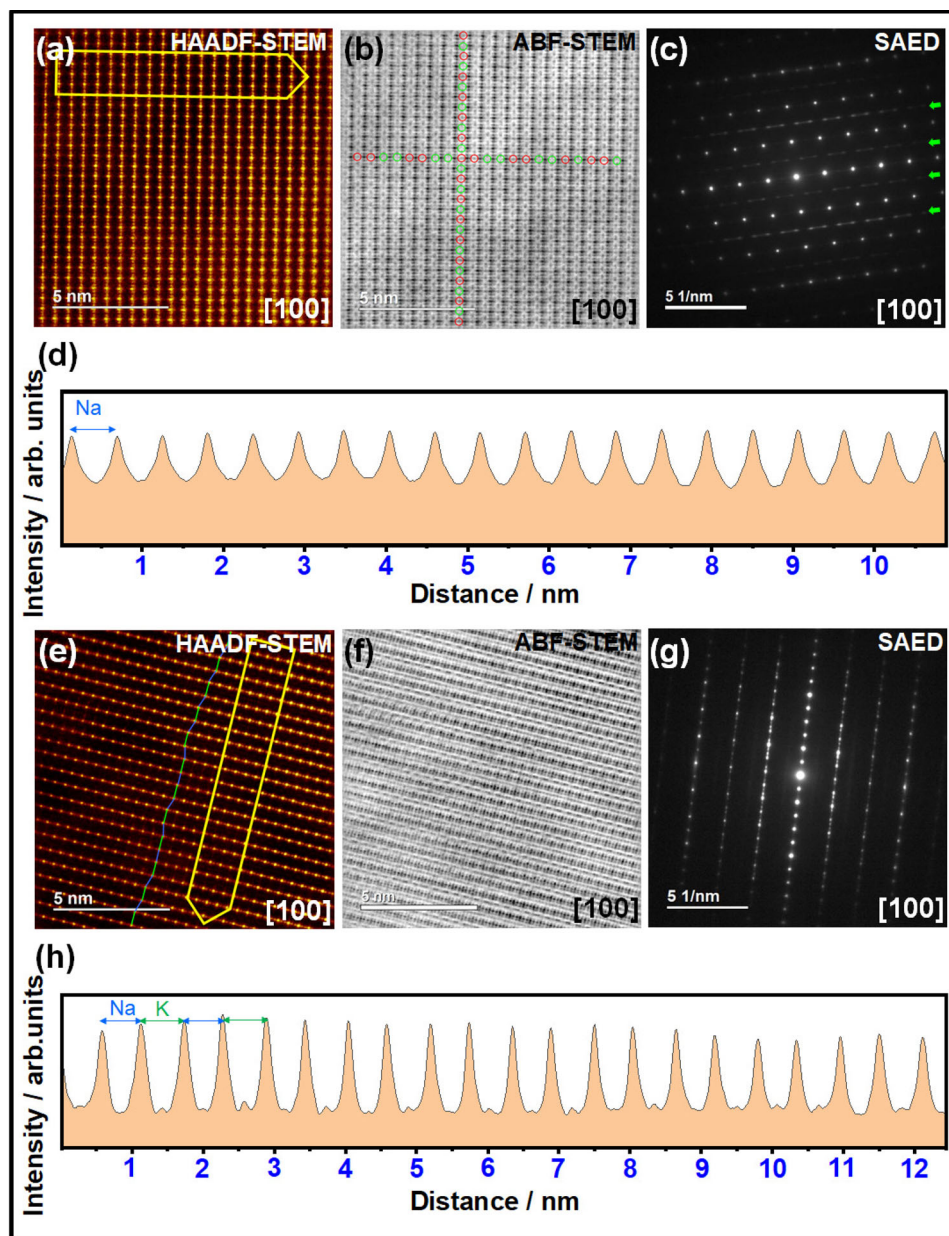 (a) HAADF-STEM
5 nm
[100]
(b) ABF-STEM
5 nm
[100]
(c) SAED
5 1/nm
[100]
(d)
Intensity / arb. units
Na
1 2 3 4 5 6 7 8 9 10
Distance / nm
(e) HAADF-STEM
5 nm
[100]
(f) ABF-STEM
5 nm
[100]
(g) SAED
5 1/nm
[100]
(h)
Intensity / arb.units
Na K
1 2 3 4 5 6 7 8 9 10 11 12
Distance / nm